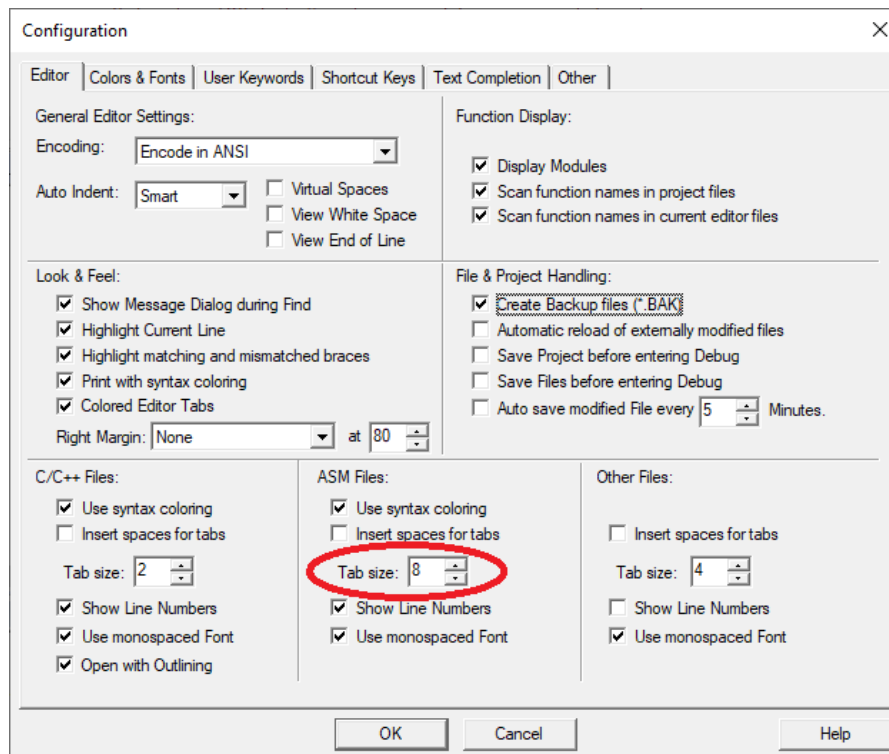 Configuration
Editor
Colors & Fonts
User Keywords
Shortcut Keys
Text Completion
Other
General Editor Settings:
Encoding: Encode in ANSI
Auto Indent: Smart
Virtual Spaces
View White Space
View End of Line
Function Display:
Display Modules
Scan function names in project files
Scan function names in current editor files
Look & Feel:
Show Message Dialog during Find
Highlight Current Line
Highlight matching and mismatched braces
Print with syntax coloring
Colored Editor Tabs
Right Margin: None at 80
File & Project Handling:
Create Backup files (*.BAK)
Automatic reload of externally modified files
Save Project before entering Debug
Save Files before entering Debug
Auto save modified File every 5 Minutes.
C/C++ Files:
Use syntax coloring
Insert spaces for tabs
Tab size: 2
Show Line Numbers
Use monospaced Font
Open with Outlining
ASM Files:
Use syntax coloring
Insert spaces for tabs
Tab size: 8
Show Line Numbers
Use monospaced Font
Other Files:
Insert spaces for tabs
Tab size: 4
Show Line Numbers
Use monospaced Font
OK
Cancel
Help